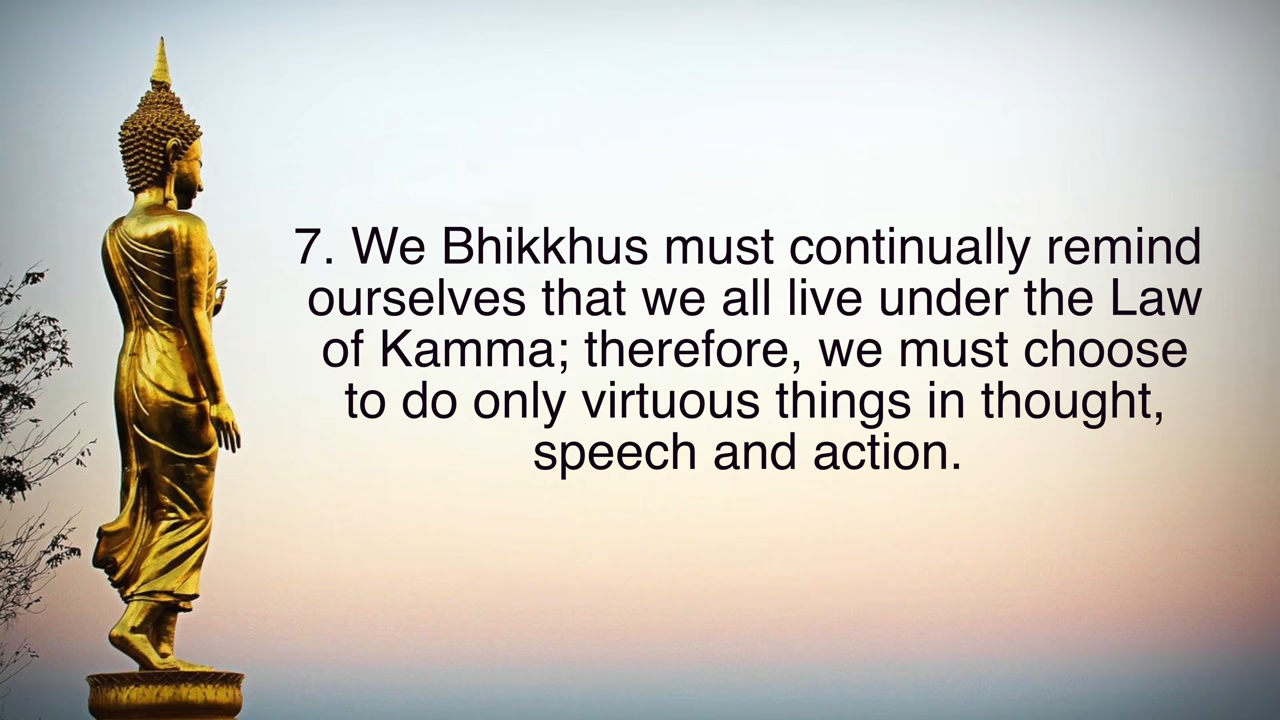 7. We Bhikkhus must continually remind
ourselves that we all live under the Law
of Kamma; therefore, we must choose
to do only virtuous things in thought,
speech and action.